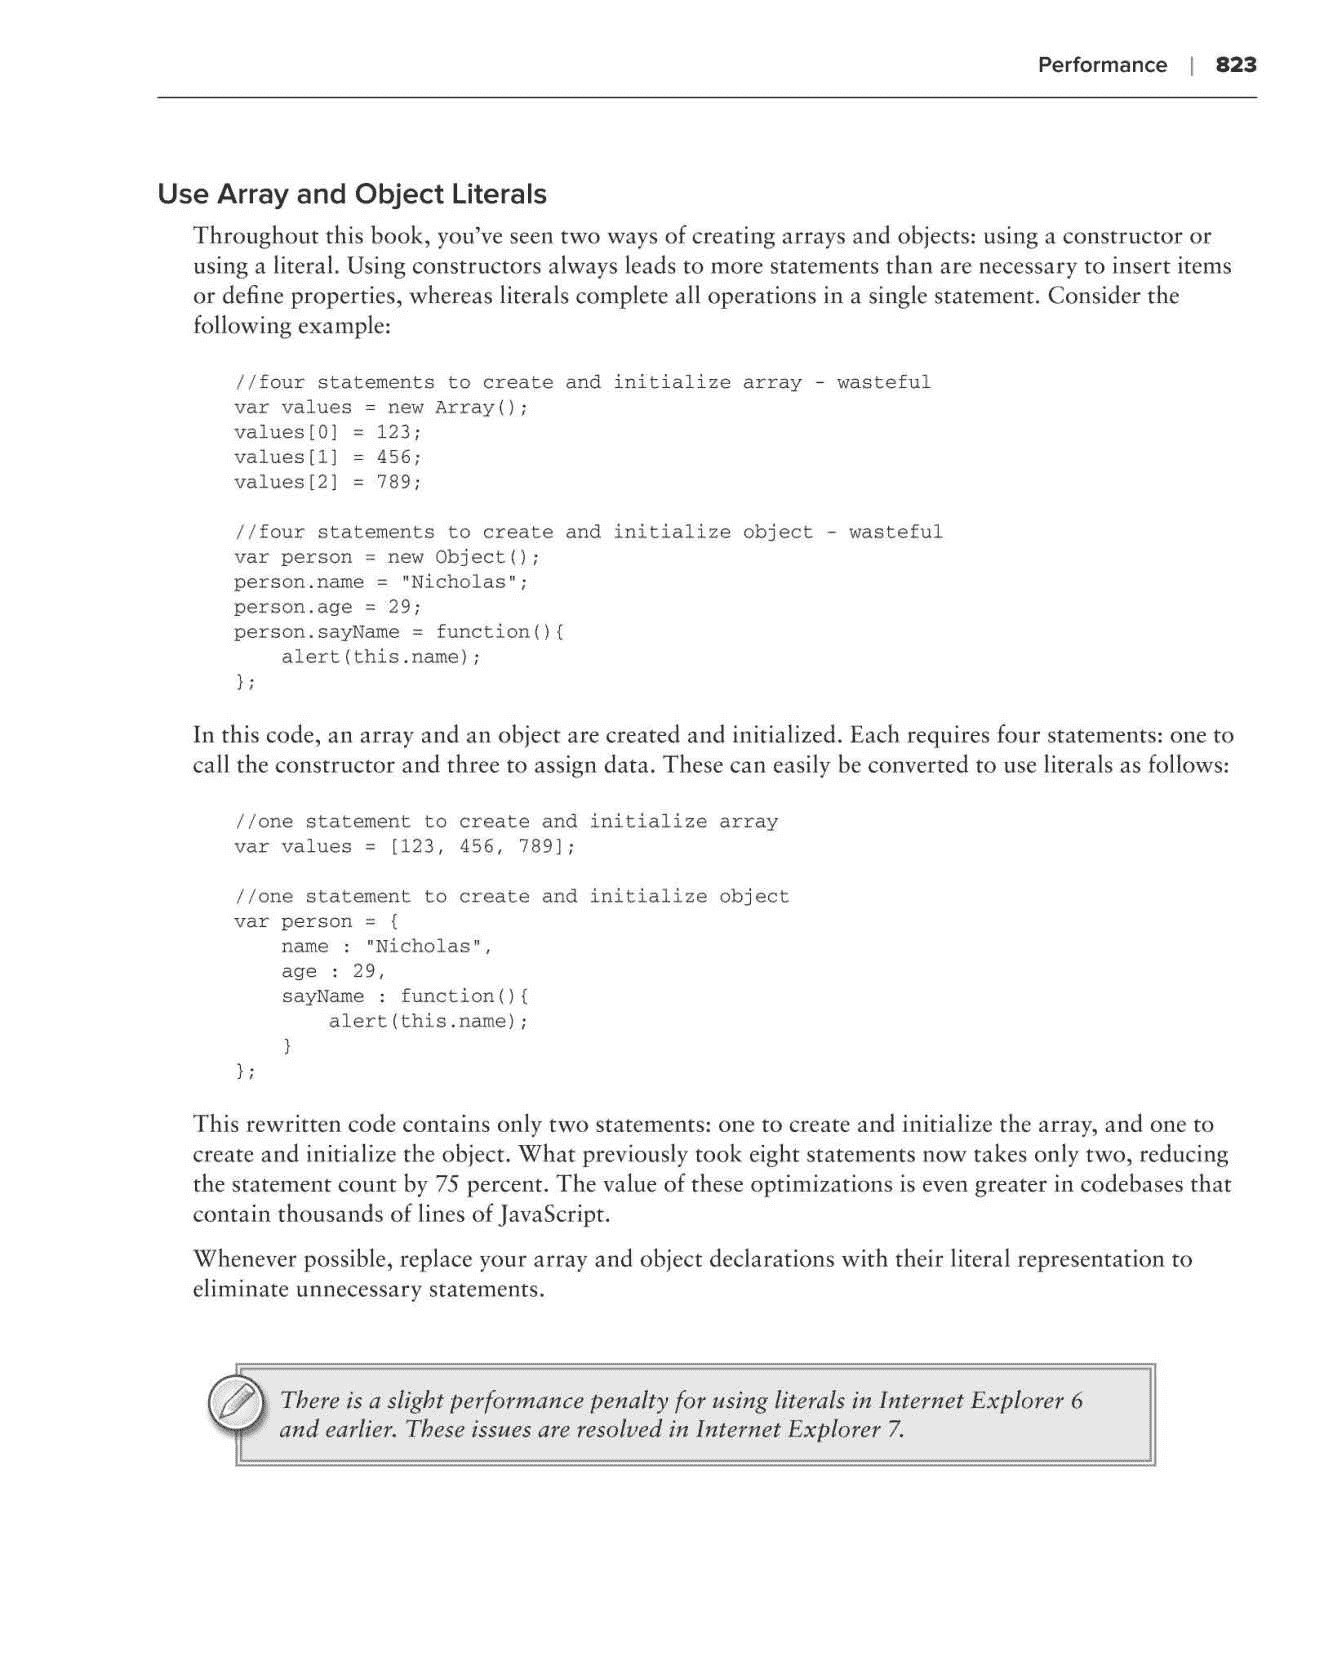 Performance | 823
Use Array and Object Literals
Throughout this book, you've seen two ways of creating arrays and objects: using a constructor or
using a literal. Using constructors always leads to more statements than are necessary to insert items
or define properties, whereas literals complete all operations in a single statement. Consider the
following example:
//four statements to create and initialize array - wasteful
var values = new Array();
values[0] = 123;
values[1] = 456;
values[2] = 789;
//four statements to create and initialize object - wasteful
var person = new Object();
person.name = "Nicholas";
person.age = 29;
person.sayName = function(){
    alert(this.name);
};
In this code, an array and an object are created and initialized. Each requires four statements: one to
call the constructor and three to assign data. These can easily be converted to use literals as follows:
//one statement to create and initialize array
var values = [123, 456, 789];
//one statement to create and initialize object
var person = {
    name : "Nicholas",
    age : 29,
    sayName : function(){
        alert(this.name);
    }
};
This rewritten code contains only two statements: one to create and initialize the array, and one to
create and initialize the object. What previously took eight statements now takes only two, reducing
the statement count by 75 percent. The value of these optimizations is even greater in codebases that
contain thousands of lines of JavaScript.
Whenever possible, replace your array and object declarations with their literal representation to
eliminate unnecessary statements.
There is a slight performance penalty for using literals in Internet Explorer 6
and earlier. These issues are resolved in Internet Explorer 7.